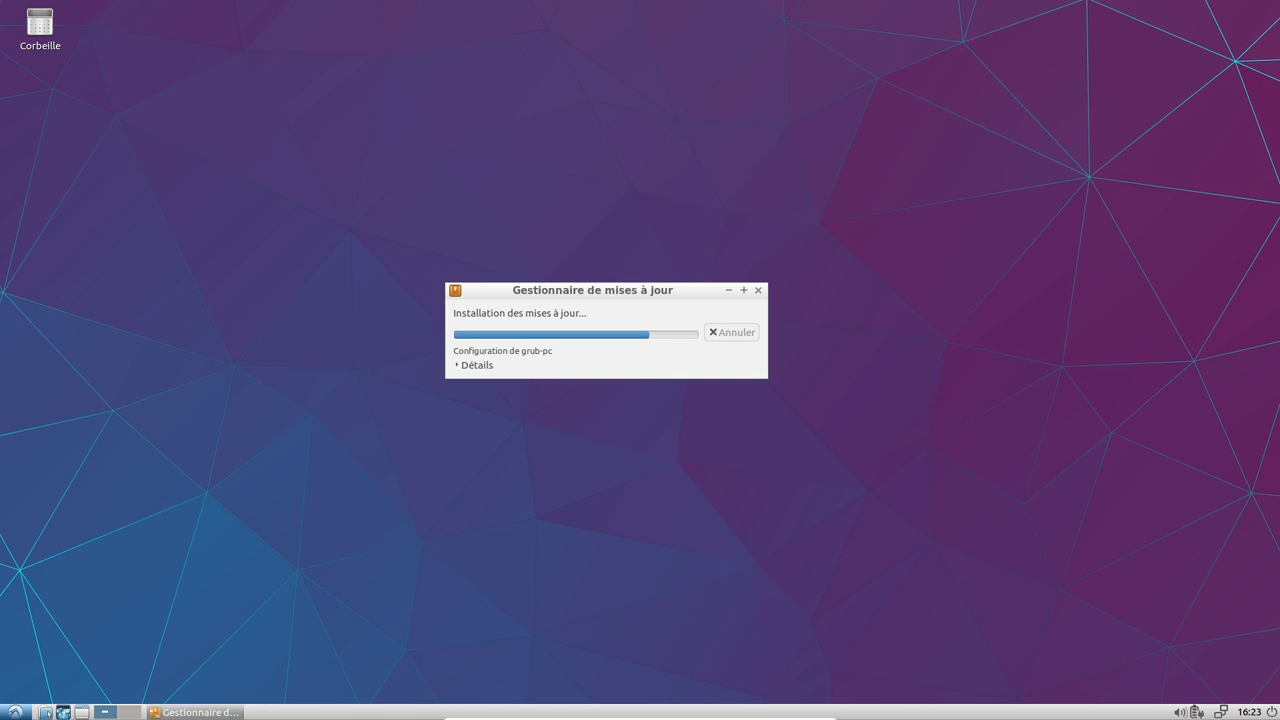 Corbeille
Gestionnaire de mises à jour
Installation des mises à jour...
Annuler
Configuration de grub-pc
Détails
Gestionnaire d...
16:23